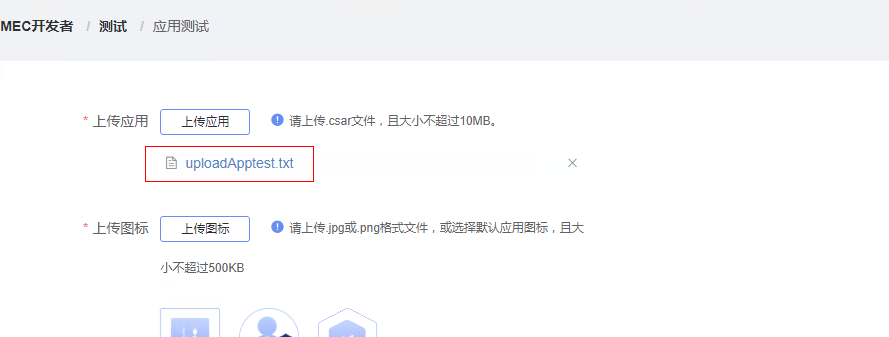 MEC开发者 / 测试 / 应用测试
* 上传应用 上传应用 ! 请上传.csar文件，且大小不超过10MB。
uploadApptest.txt ×
* 上传图标 上传图标 ! 请上传.jpg或.png格式文件，或选择默认应用图标，且大
小不超过500KB